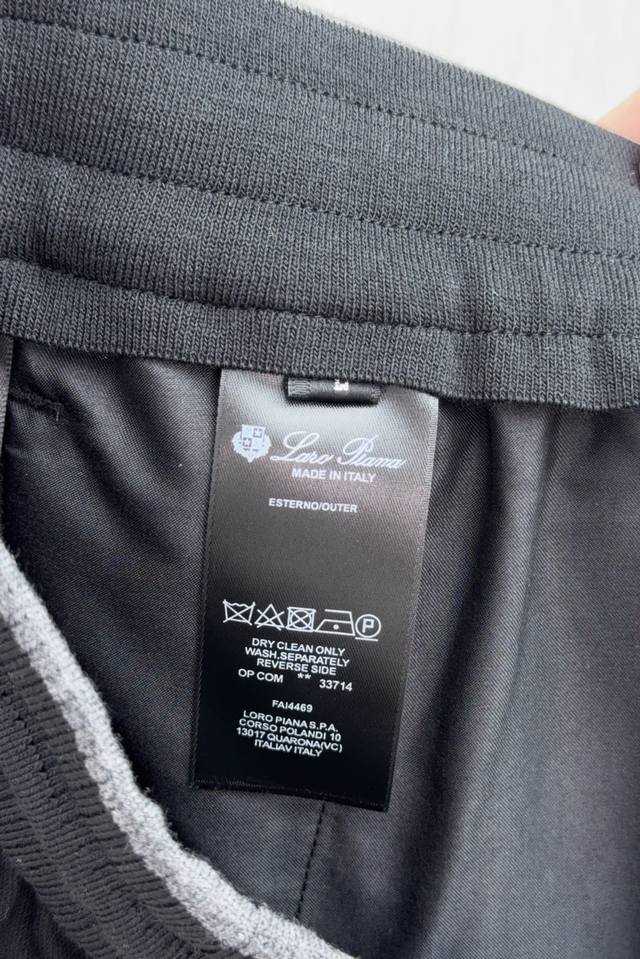 Laro Piana
MADE IN ITALY
ESTERNO/OUTER
P
DRY CLEAN ONLY
WASH.SEPARATELY
REVERSE SIDE
OP COM ** 33714
FAI4469
LORO PIANA S.P.A.
CORSO POLANDI 10
13017 QUARONA(VC)
ITALIAV ITALY